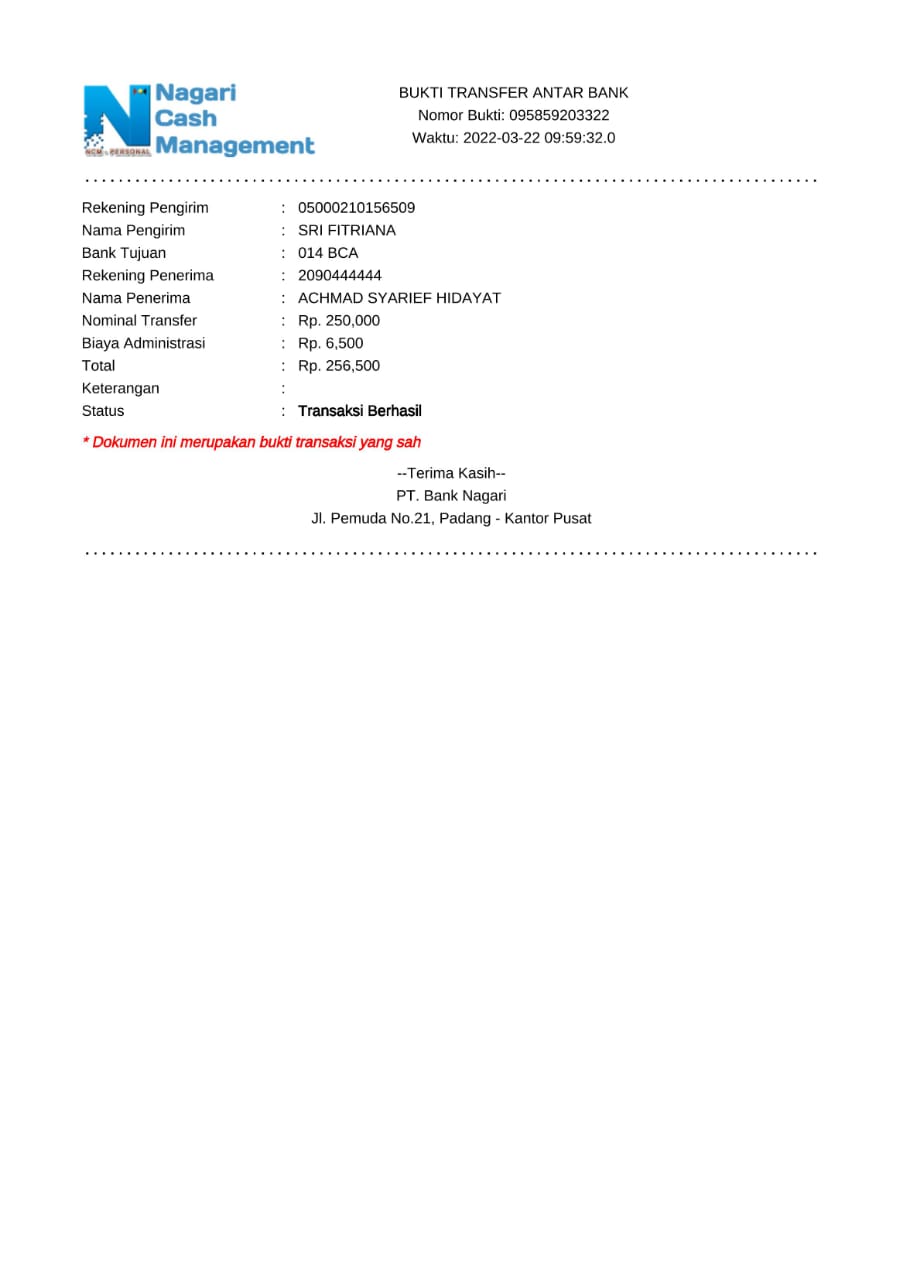 Nagari
Cash
Management
NCM PERSONAL
BUKTI TRANSFER ANTAR BANK
Nomor Bukti: 095859203322
Waktu: 2022-03-22 09:59:32.0
Rekening Pengirim : 05000210156509
Nama Pengirim : SRI FITRIANA
Bank Tujuan : 014 BCA
Rekening Penerima : 2090444444
Nama Penerima : ACHMAD SYARIEF HIDAYAT
Nominal Transfer : Rp. 250,000
Biaya Administrasi : Rp. 6,500
Total : Rp. 256,500
Keterangan :
Status : Transaksi Berhasil
* Dokumen ini merupakan bukti transaksi yang sah
--Terima Kasih--
PT. Bank Nagari
Jl. Pemuda No.21, Padang - Kantor Pusat